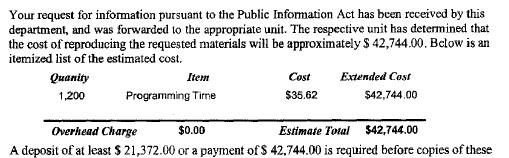 Your request for information pursuant to the Public Information Act has been received by this
department, and was forwarded to the appropriate unit. The respective unit has determined that
the cost of reproducing the requested materials will be approximately $ 42,744.00. Below is an
itemized list of the estimated cost.
Quanity Item Cost Extended Cost
1,200 Programming Time $35.62 $42,744.00
Overhead Charge $0.00 Estimate Total $42,744.00
A deposit of at least $ 21,372.00 or a payment of $ 42,744.00 is required before copies of these